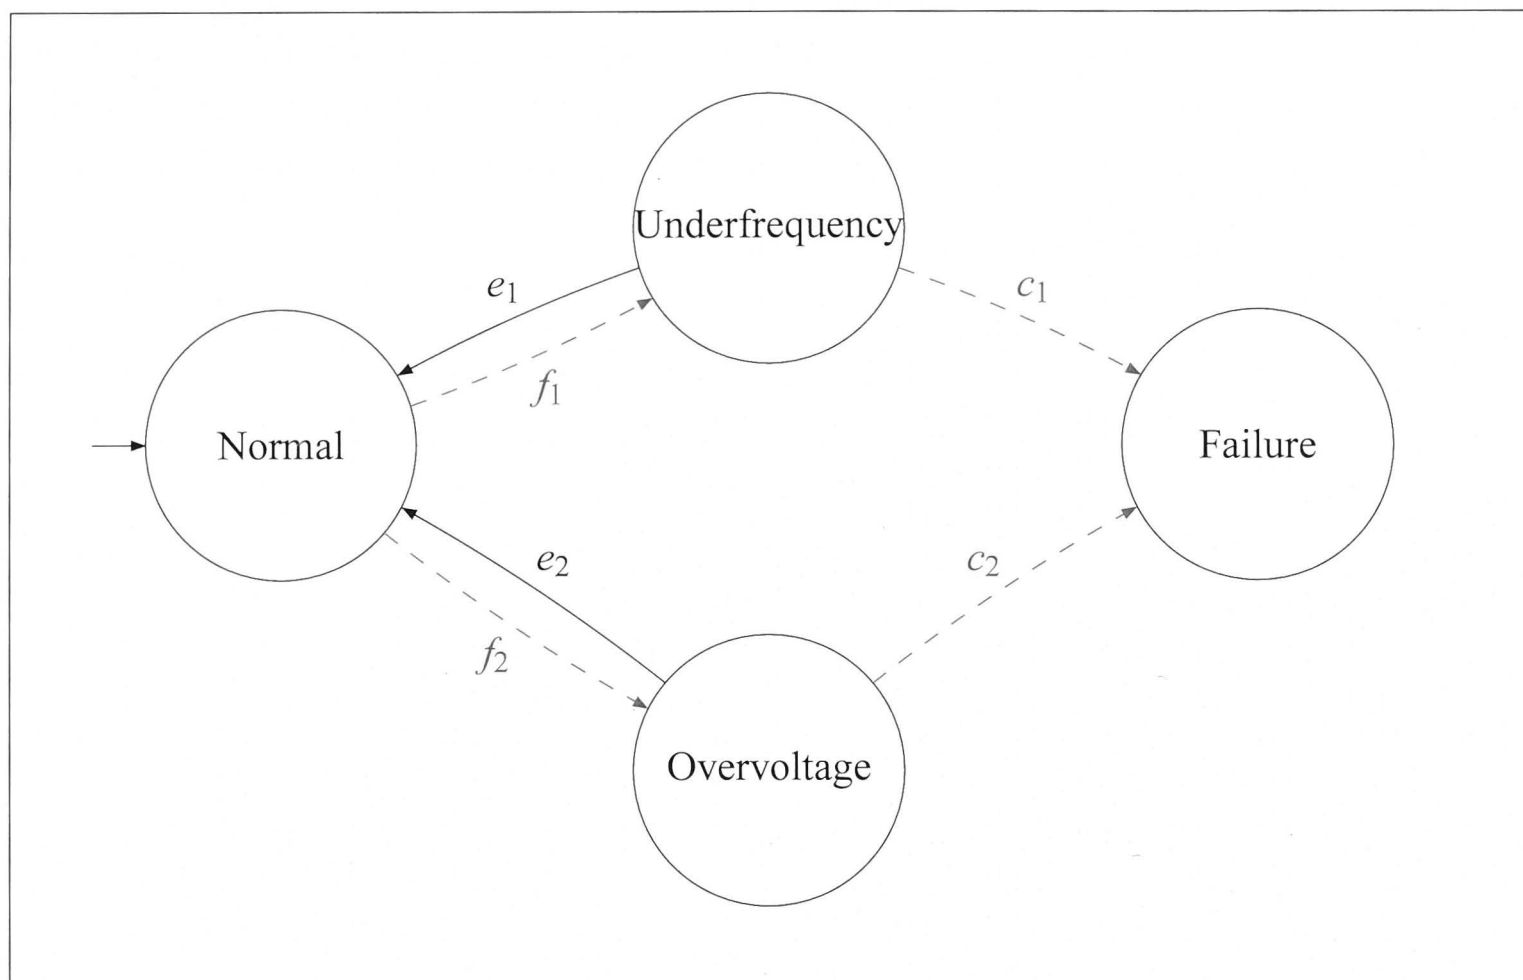 Underfrequency
e₁
c₁
f₁
Normal
Failure
e₂
c₂
f₂
Overvoltage